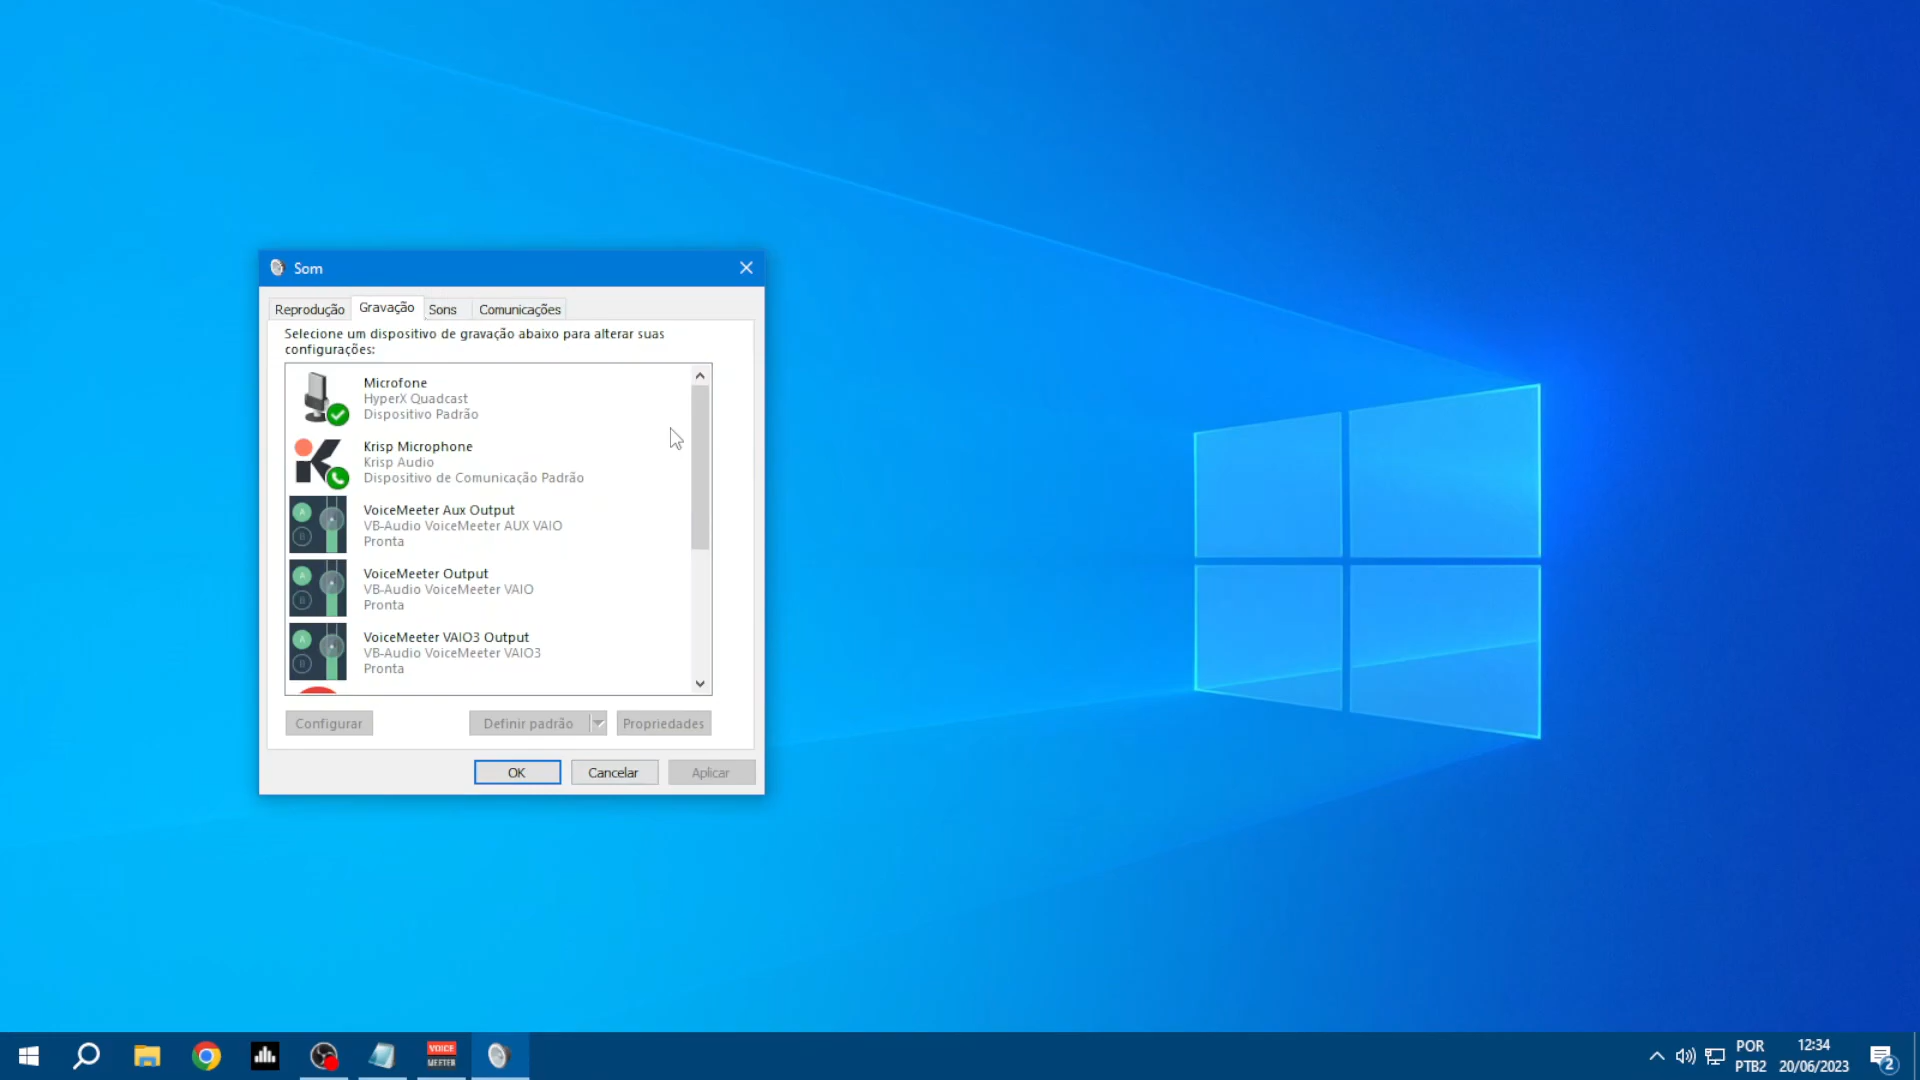 Som
Reprodução Gravação Sons Comunicações
Selecione um dispositivo de gravação abaixo para alterar suas
configurações:
Microfone
HyperX Quadcast
Dispositivo Padrão
Krisp Microphone
Krisp Audio
Dispositivo de Comunicação Padrão
VoiceMeeter Aux Output
VB-Audio VoiceMeeter AUX VAIO
Pronta
VoiceMeeter Output
VB-Audio VoiceMeeter VAIO
Pronta
VoiceMeeter VAIO3 Output
VB-Audio VoiceMeeter VAIO3
Pronta
Configurar Definir padrão Propriedades
OK Cancelar Aplicar
VOICE
MEETER
POR
PTB2
12:34
20/06/2023
2